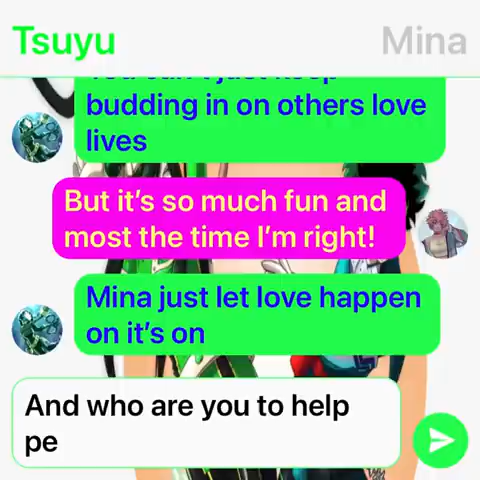 Tsuyu
Mina
budding in on others love
lives
But it's so much fun and
most the time I'm right!
Mina just let love happen
on it's on
And who are you to help
pe